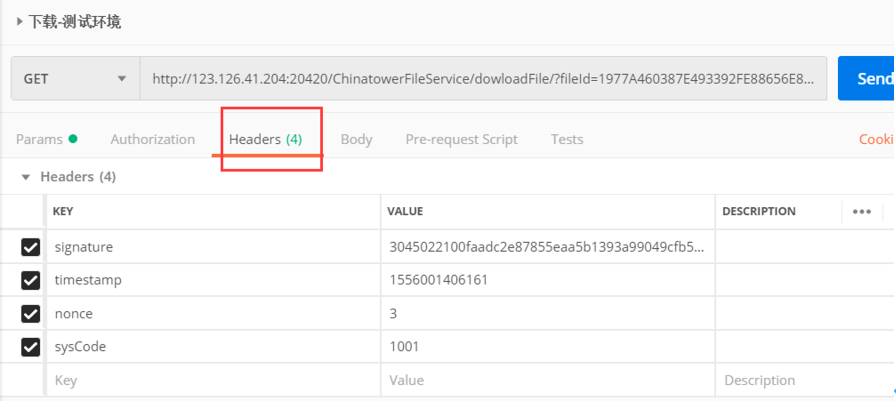 下载-测试环境
GET http://123.126.41.204:20420/ChinatowerFileService/dowloadFile/?fileId=1977A460387E493392FE88656E8... Send
Params Authorization Headers (4) Body Pre-request Script Tests Cooki
Headers (4)
KEY VALUE DESCRIPTION
signature 3045022100faadc2e87855eaa5b1393a99049cfb5...
timestamp 1556001406161
nonce 3
sysCode 1001
Key Value Description